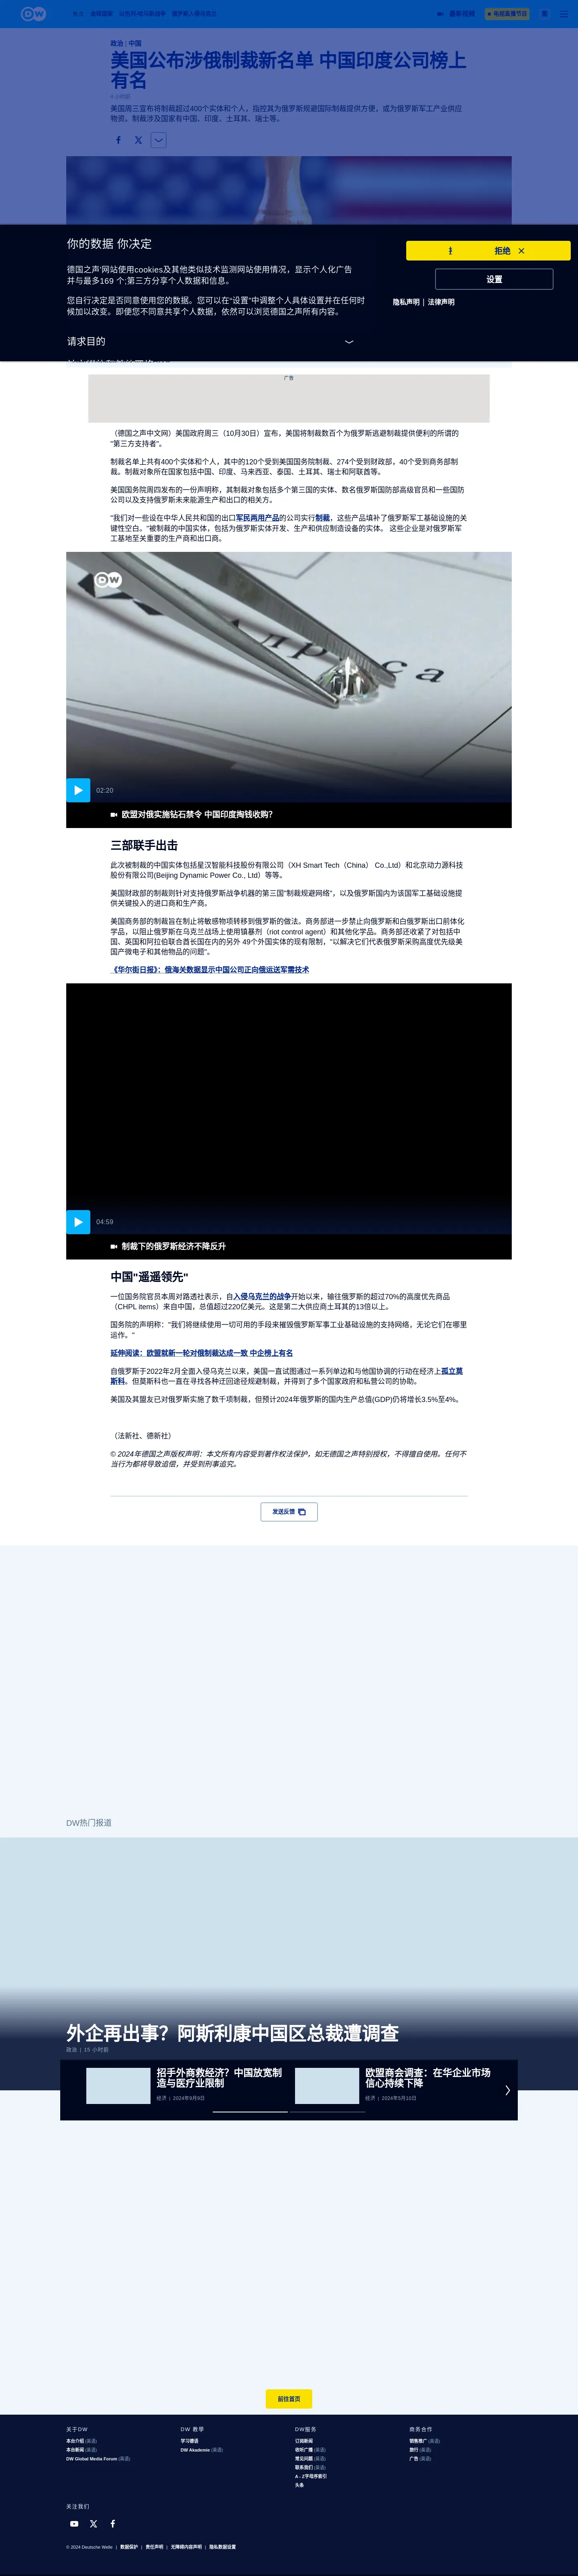 DW
最新视频
电视直播节目
政治 | 中国
美国公布涉俄制裁新名单 中国印度公司榜上
有名
美国周三宣布将制裁超过400个实体和个人，指控其为俄罗斯规避国际制裁提供方便，或为俄罗斯军工产业供应
物资。制裁涉及国家有中国、印度、土耳其、瑞士等。
你的数据 你决定
德国之声'网站使用cookies及其他类似技术监测网站使用情况，显示个人化广告
并与最多169 个;第三方分享个人数据和信息。
您自行决定是否同意使用您的数据。您可以在“设置”中调整个人具体设置并在任何时
候加以改变。即使您不同意共享个人数据，依然可以浏览德国之声所有内容。
请求目的
拒绝
设置
隐私声明 | 法律声明
广告
（德国之声中文网）美国政府周三（10月30日）宣布，美国将制裁数百个为俄罗斯逃避制裁提供便利的所谓的
"第三方支持者"。
制裁名单上共有400个实体和个人，其中的120个受到美国国务院制裁、274个受到财政部，40个受到商务部制
裁。制裁对象所在国家包括中国、印度、马来西亚、泰国、土耳其、瑞士和阿联酋等。
美国国务院周四发布的一份声明称，其制裁对象包括多个第三国的实体、数名俄罗斯国防部高级官员和一些国防
公司以及支持俄罗斯未来能源生产和出口的相关方。
"我们对一些设在中华人民共和国的出口军民两用产品的公司实行制裁，这些产品填补了俄罗斯军工基础设施的关
键性空白。"被制裁的中国实体，包括为俄罗斯实体开发、生产和供应制造设备的实体。 这些企业是对俄罗斯军
工基地至关重要的生产商和出口商。
DW
02:20
欧盟对俄实施钻石禁令 中国印度掏钱收购？
三部联手出击
此次被制裁的中国实体包括星汉智能科技股份有限公司（XH Smart Tech（China） Co.,Ltd）和北京动力源科技
股份有限公司(Beijing Dynamic Power Co., Ltd）等等。
美国财政部的制裁则针对支持俄罗斯战争机器的第三国"制裁规避网络"，以及俄罗斯国内为该国军工基础设施提
供关键投入的进口商和生产商。
美国商务部的制裁旨在制止将敏感物项转移到俄罗斯的做法。商务部进一步禁止向俄罗斯和白俄罗斯出口前体化
学品，以阻止俄罗斯在乌克兰战场上使用镇暴剂（riot control agent）和其他化学品。商务部还收紧了对包括中
国、英国和阿拉伯联合酋长国在内的另外 49个外国实体的现有限制，"以解决它们代表俄罗斯采购高度优先级美
国产微电子和其他物品的问题"。
《华尔街日报》：俄海关数据显示中国公司正向俄运送军需技术
04:59
制裁下的俄罗斯经济不降反升
中国"遥遥领先"
一位国务院官员本周对路透社表示，自入侵乌克兰的战争开始以来，输往俄罗斯的超过70%的高度优先商品
（CHPL items）来自中国，总值超过220亿美元。这是第二大供应商土耳其的13倍以上。
国务院的声明称："我们将继续使用一切可用的手段来摧毁俄罗斯军事工业基础设施的支持网络，无论它们在哪里
运作。"
延伸阅读：欧盟就新一轮对俄制裁达成一致 中企榜上有名
自俄罗斯于2022年2月全面入侵乌克兰以来，美国一直试图通过一系列单边和与他国协调的行动在经济上孤立莫
斯科。但莫斯科也一直在寻找各种迂回途径规避制裁，并得到了多个国家政府和私营公司的协助。
美国及其盟友已对俄罗斯实施了数千项制裁，但预计2024年俄罗斯的国内生产总值(GDP)仍将增长3.5%至4%。
（法新社、德新社）
© 2024年德国之声版权声明：本文所有内容受到著作权法保护，如无德国之声特别授权，不得擅自使用。任何不
当行为都将导致追偿，并受到刑事追究。
发送反馈
DW热门报道
外企再出事？阿斯利康中国区总裁遭调查
政治 | 15 小时前
招手外商救经济？中国放宽制
造与医疗业限制
经济 | 2024年9月9日
欧盟商会调查：在华企业市场
信心持续下降
经济 | 2024年5月10日
前往首页
关于DW
本台介绍 (英语)
本台新闻 (英语)
DW Global Media Forum (英语)
DW 教学
学习德语
DW Akademie (英语)
DW服务
订阅新闻
收听广播 (英语)
常见问题 (英语)
联系我们 (英语)
A - Z字母序索引
头条
商务合作
销售推广 (英语)
旅行 (英语)
广告 (英语)
关注我们
© 2024 Deutsche Welle | 数据保护 | 责任声明 | 无障碍内容声明 | 隐私数据设置